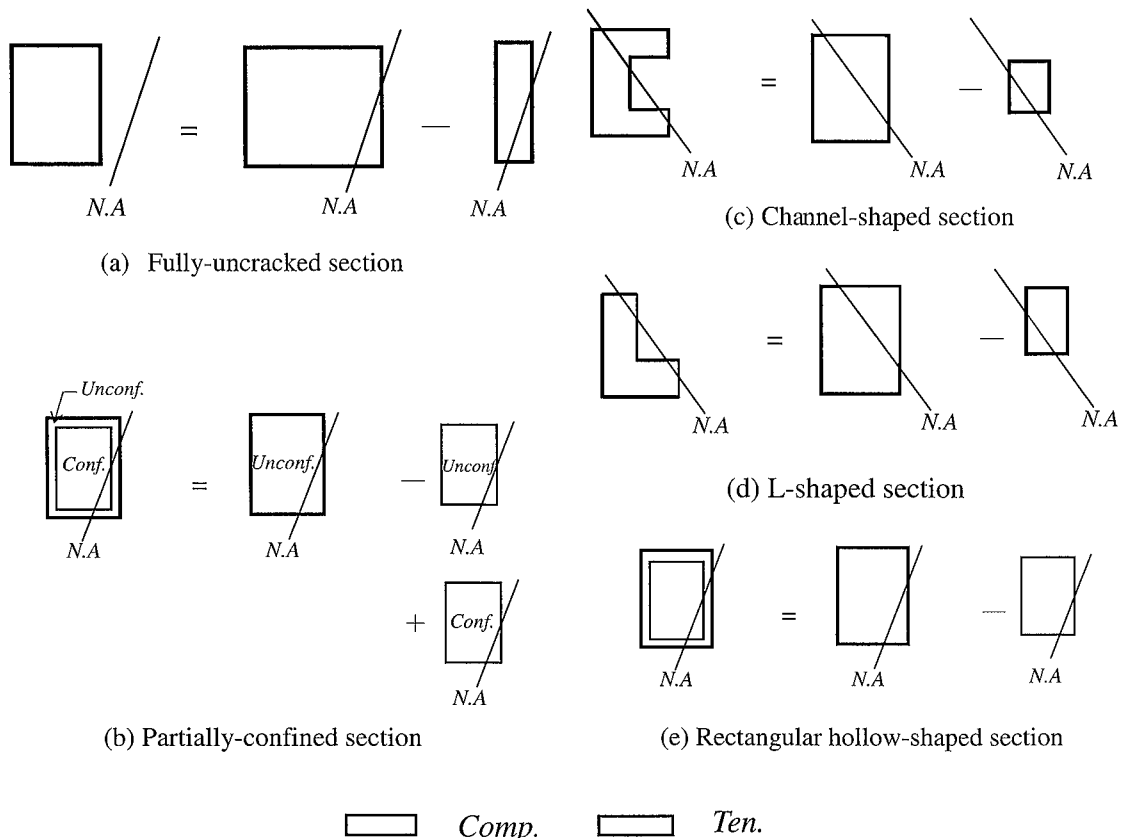 = —
N.A N.A N.A
(a) Fully-uncracked section
= —
N.A N.A N.A
(c) Channel-shaped section
= —
N.A N.A N.A
(d) L-shaped section
Unconf.
Conf. = Unconf. — Unconf
N.A N.A N.A
+ Conf.
N.A
(b) Partially-confined section
= —
N.A N.A N.A
(e) Rectangular hollow-shaped section
Comp. Ten.